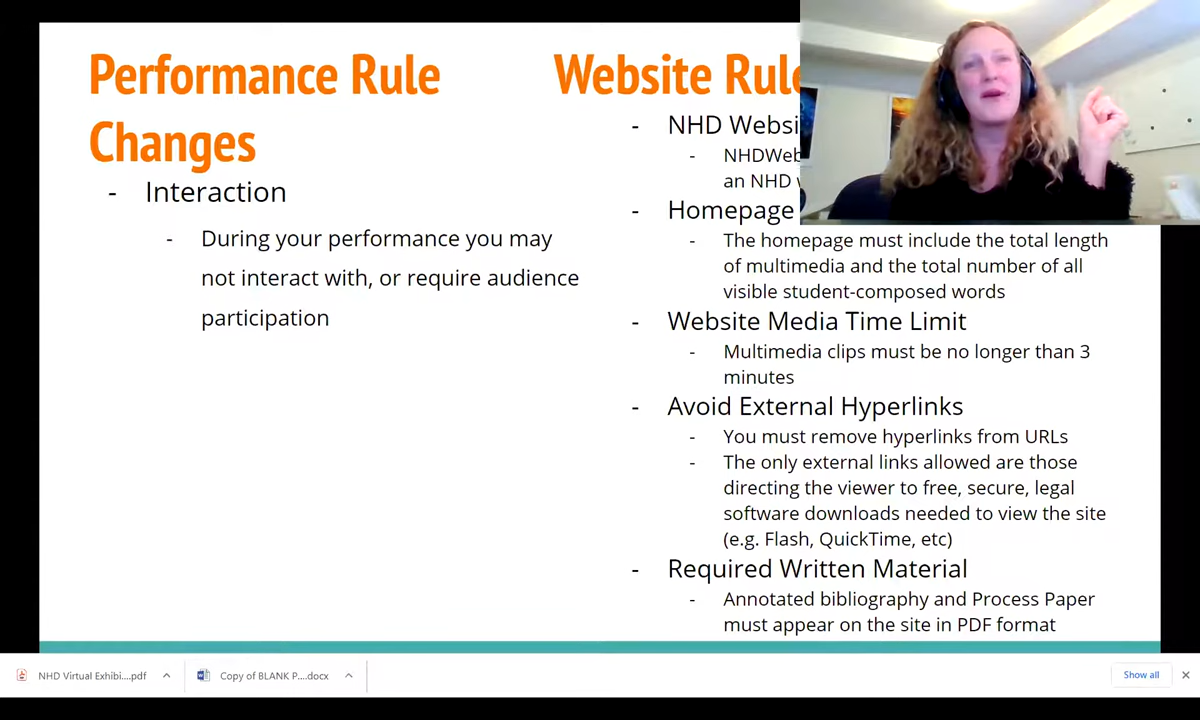 Performance Rule
Changes
- Interaction
- During your performance you may
not interact with, or require audience
participation
Website
- NHD
-
an NHD
- Homepage
- The homepage must include the total length
of multimedia and the total number of all
visible student-composed words
- Website Media Time Limit
- Multimedia clips must be no longer than 3
minutes
- Avoid External Hyperlinks
- You must remove hyperlinks from URLs
- The only external links allowed are those
directing the viewer to free, secure, legal
software downloads needed to view the site
(e.g. Flash, QuickTime, etc)
- Required Written Material
- Annotated bibliography and Process Paper
must appear on the site in PDF format
NHD Virtual Exhibi....pdf
Copy of BLANK P....docx
Show all